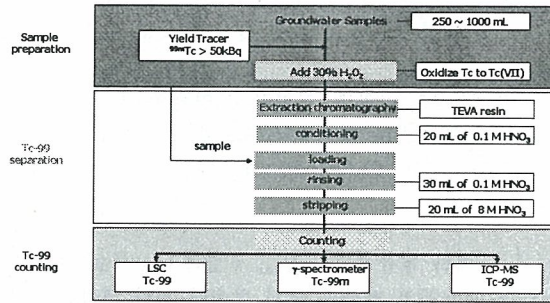 Sample
preparation
Groundwater Samples
250 ~ 1000 mL
Yield Tracer
⁹⁹ᵐTc > 50kBq
Add 30% H₂O₂
Oxidize Tc to Tc(VII)
Tc-99
separation
Extraction chromatography
TEVA resin
conditioning
20 mL of 0.1 M HNO₃
sample
loading
rinsing
30 mL of 0.1 M HNO₃
stripping
20 mL of 8 M HNO₃
Tc-99
counting
Counting
LSC
Tc-99
γ-spectrometer
Tc-99m
ICP-MS
Tc-99